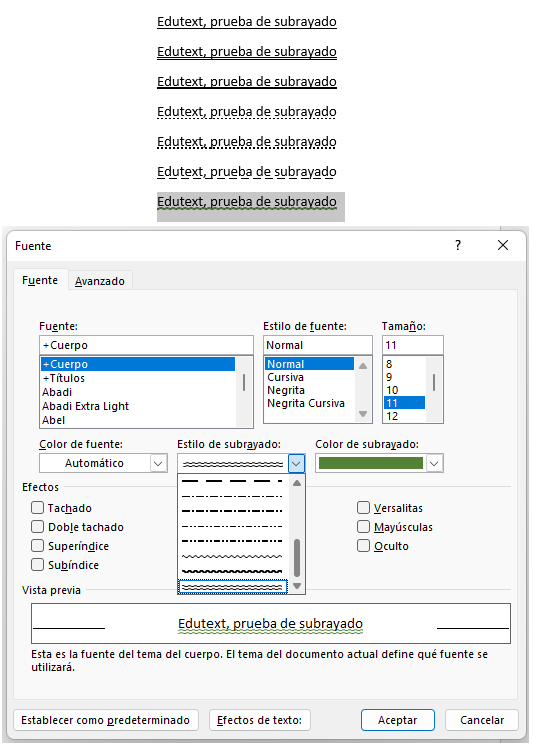 Edutext, prueba de subrayado
Edutext, prueba de subrayado
Edutext, prueba de subrayado
Edutext, prueba de subrayado
Edutext, prueba de subrayado
Edutext, prueba de subrayado
Edutext, prueba de subrayado
Fuente ? ×
Fuente Avanzado
Fuente: Estilo de fuente: Tamaño:
+Cuerpo Normal 11
+Cuerpo Normal 8
+Títulos Cursiva 9
Abadi Negrita 10
Abadi Extra Light Negrita Cursiva 11
Abel 12
Color de fuente: Estilo de subrayado: Color de subrayado:
Automático
Efectos
Tachado Versalitas
Doble tachado Mayúsculas
Superíndice Oculto
Subíndice
Vista previa
Edutext, prueba de subrayado
Esta es la fuente del tema del cuerpo. El tema del documento actual define qué fuente se
utilizará.
Establecer como predeterminado Efectos de texto: Aceptar Cancelar